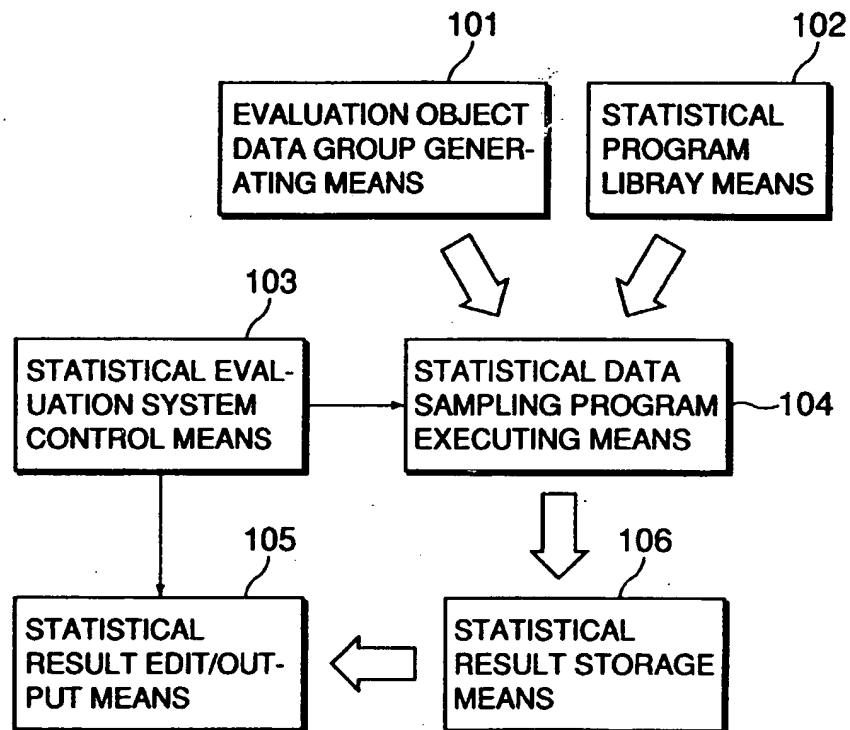 101
102
EVALUATION OBJECT
DATA GROUP GENER-
ATING MEANS
STATISTICAL
PROGRAM
LIBRAY MEANS
103
STATISTICAL EVAL-
UATION SYSTEM
CONTROL MEANS
STATISTICAL DATA
SAMPLING PROGRAM
EXECUTING MEANS
104
105
STATISTICAL
RESULT EDIT/OUT-
PUT MEANS
106
STATISTICAL
RESULT STORAGE
MEANS